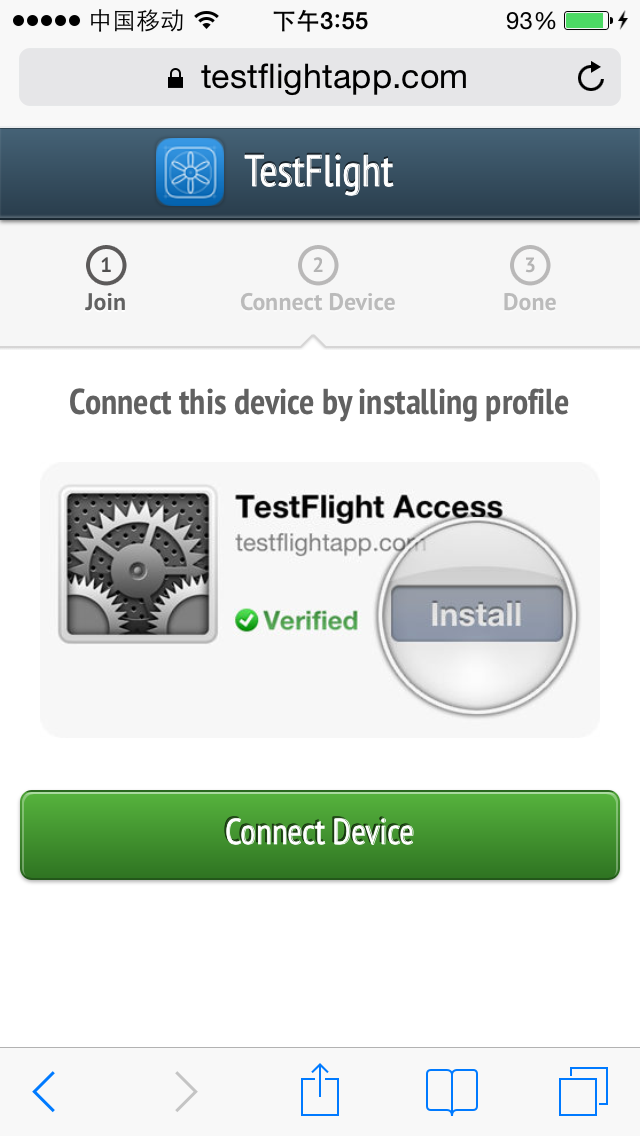 中国移动 下午3:55 93%
testflightapp.com
TestFlight
1 2 3
Join Connect Device Done
Connect this device by installing profile
TestFlight Access
testflightapp.com
Verified Install
Connect Device